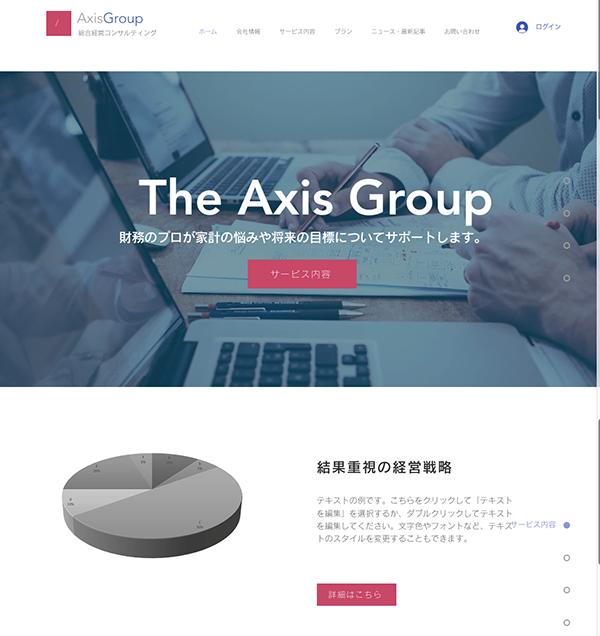 /
AxisGroup
総合経営コンサルティング
ホーム
会社情報
サービス内容
プラン
ニュース・最新記事
お問い合わせ
ログイン
The Axis Group
財務のプロが家計の悩みや将来の目標についてサポートします。
サービス内容
結果重視の経営戦略
テキストの例です。こちらをクリックして「テキスト
を編集」を選択するか、ダブルクリックしてテキスト
を編集してください。文字色やフォントなど、テキス
トのスタイルを変更することもできます。
サービス内容
詳細はこちら